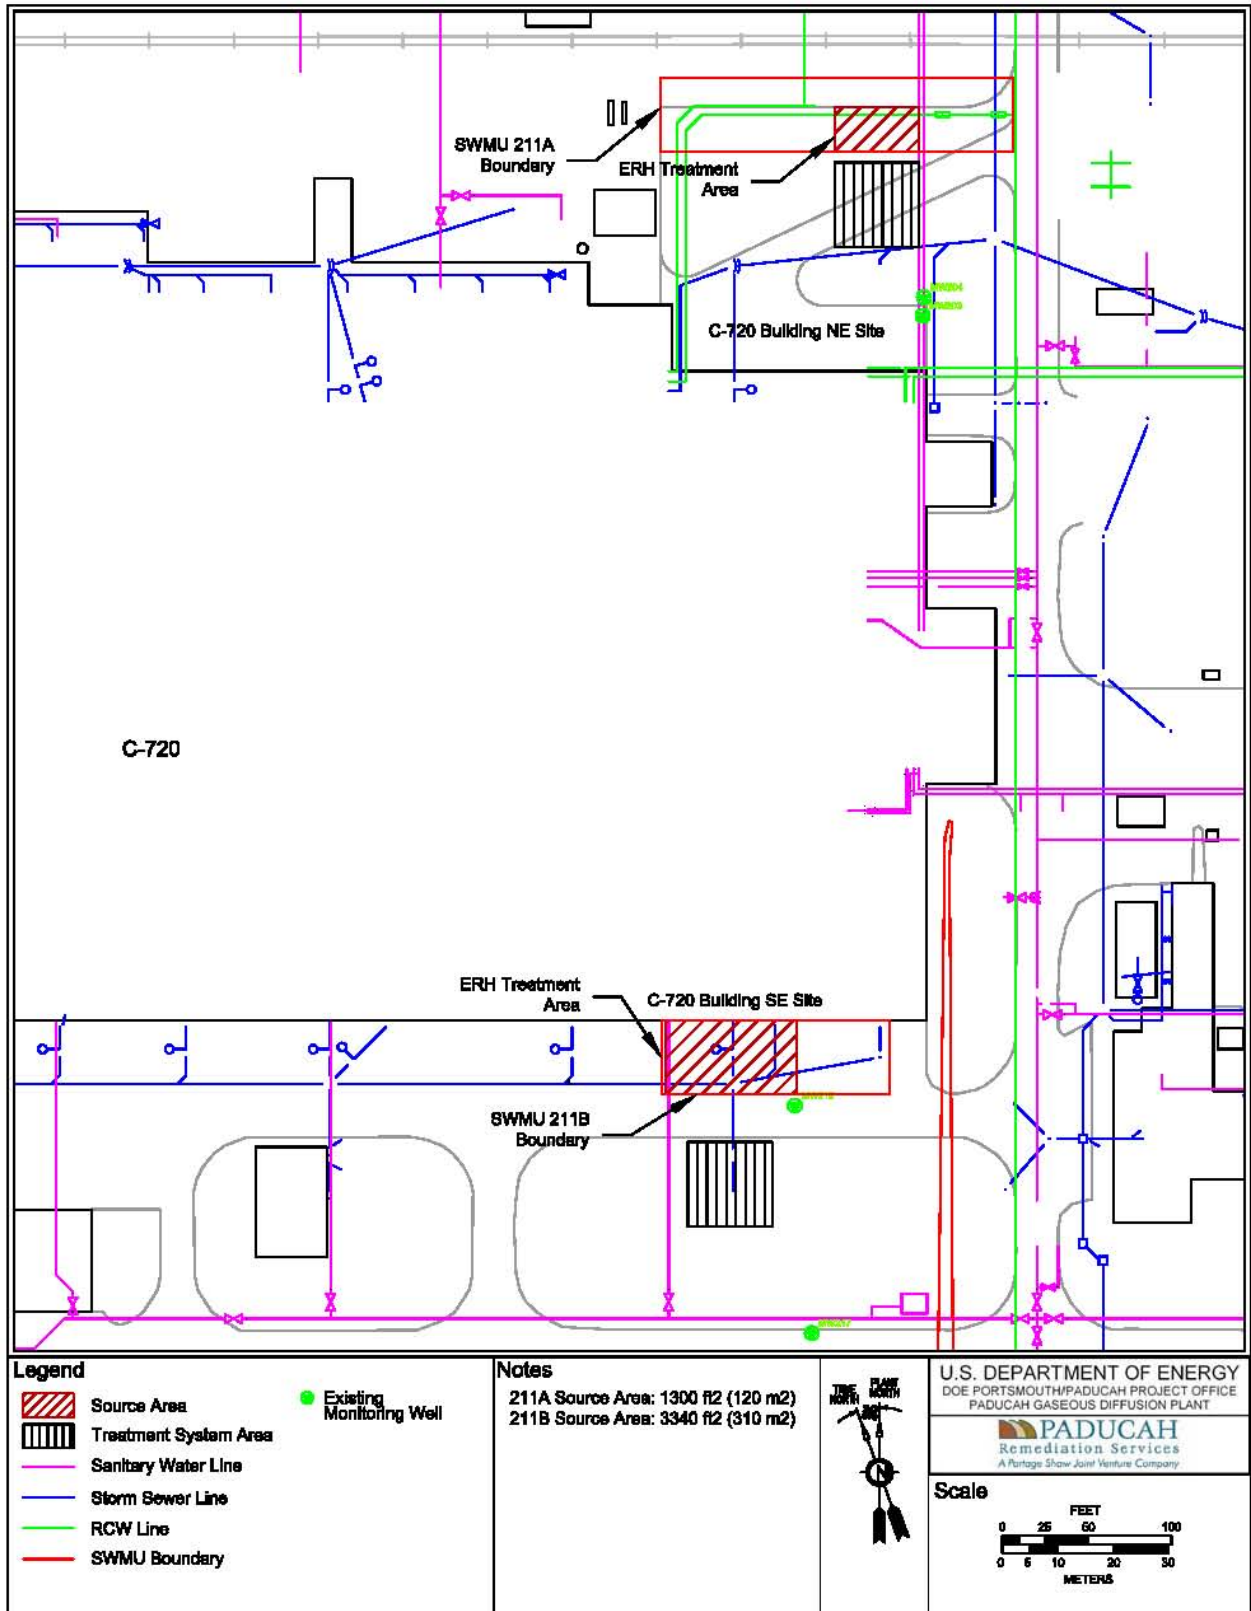 SWMU 211A
Boundary
ERH Treatment
Area
C-720 Building NE Site
C-720
ERH Treatment
Area
C-720 Building SE Site
SWMU 211B
Boundary
Legend
Source Area
Treatment System Area
Sanitary Water Line
Storm Sewer Line
RCW Line
SWMU Boundary
Existing
Monitoring Well
Notes
211A Source Area: 1300 ft2 (120 m2)
211B Source Area: 3340 ft2 (310 m2)
TRUE
NORTH
PLANT
NORTH
N
U.S. DEPARTMENT OF ENERGY
DOE PORTSMOUTH/PADUCAH PROJECT OFFICE
PADUCAH GASEOUS DIFFUSION PLANT
PADUCAH
Remediation Services
A Portage Shaw Joint Venture Company
Scale
FEET
0 25 50 100
0 5 10 20 30
METERS